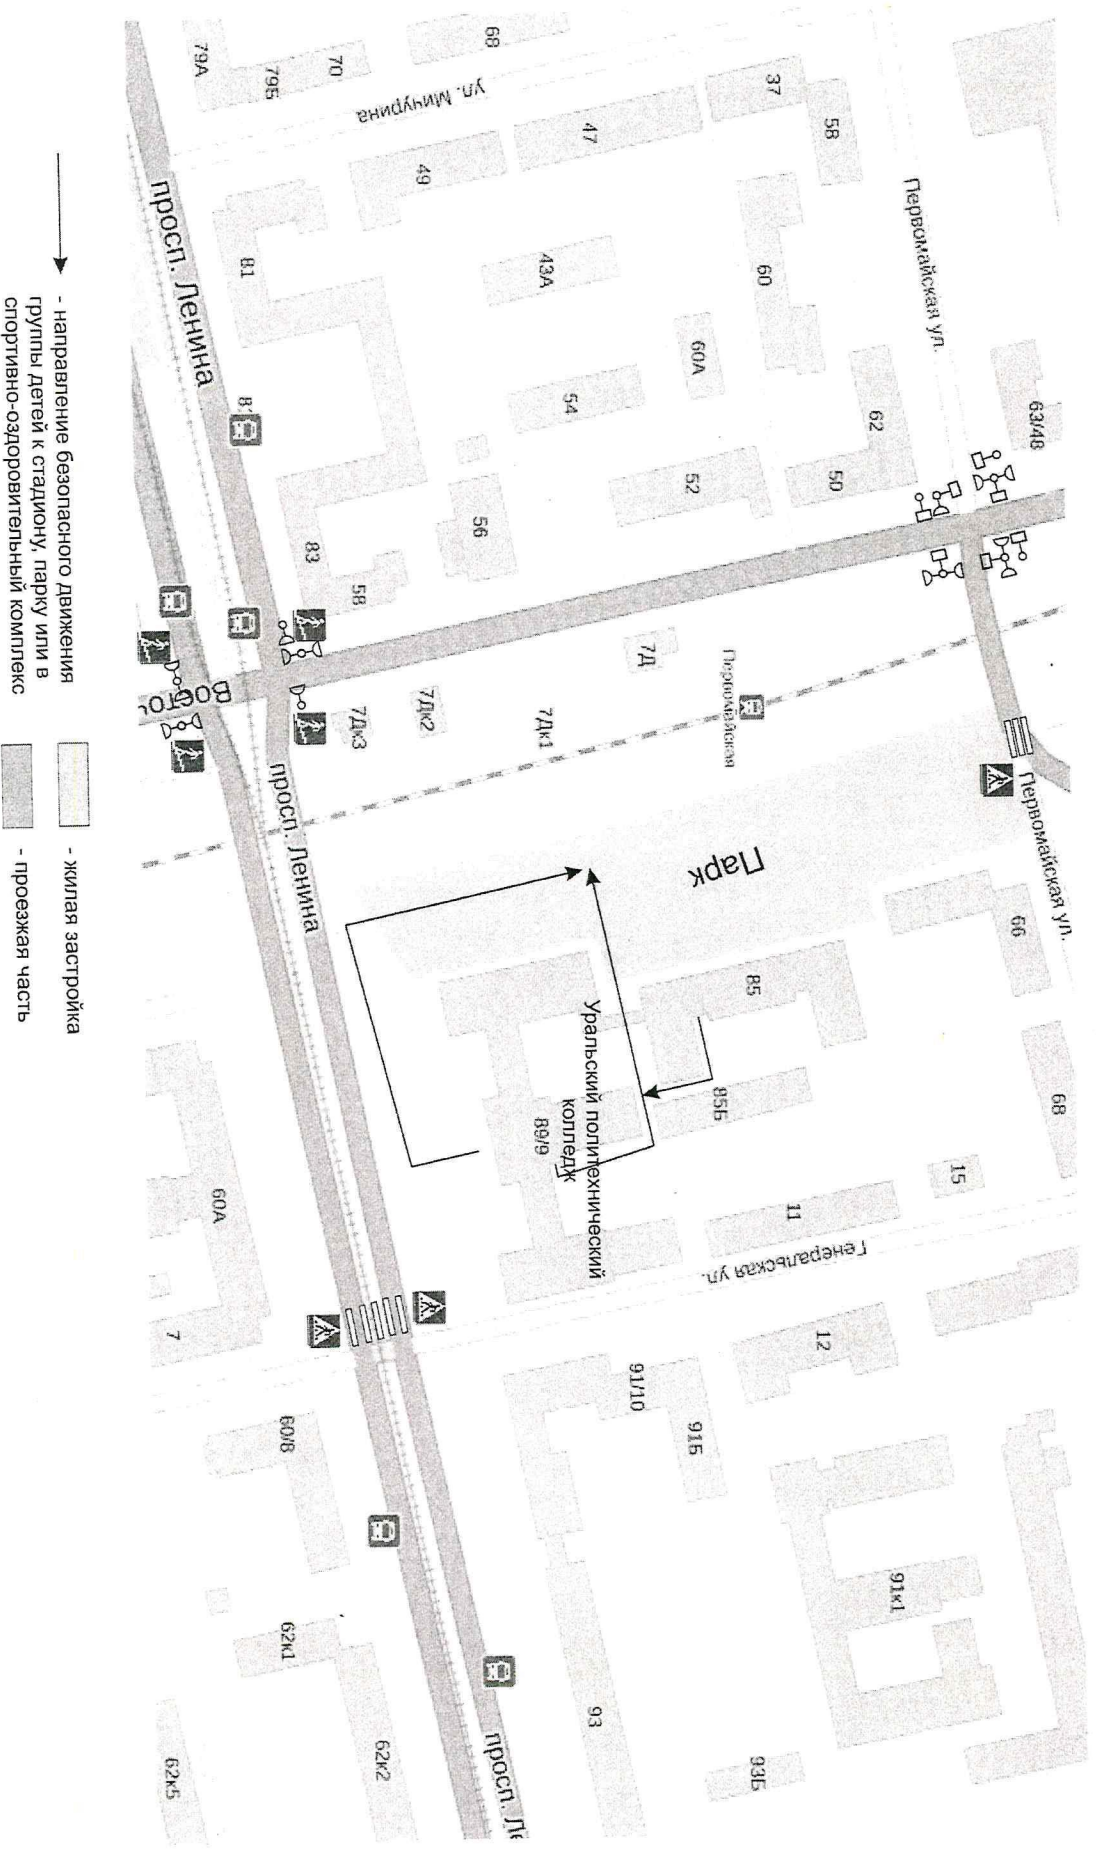 68
70
79Б
79А
ул. Мичурина
37
58
47
49
Первомайская ул.
63/48
60
62
50
60А
43А
54
52
56
81
83
58
просп. Ленина
7Д
7Дк1
7Дк2
7Дк3
Первомайская
Парк
Первомайская ул.
66
68
85
85Б
15
11
Уральский политехнический
колледж
89/9
Генеральская ул.
просп. Ленина
60А
7
12
91/10
91Б
91к1
60/8
62к1
62к2
62к5
93
93Б
просп. Ле
- направление безопасного движения
группы детей к стадиону, парку или в
спортивно-оздоровительный комплекс
- жилая застройка
- проезжая часть